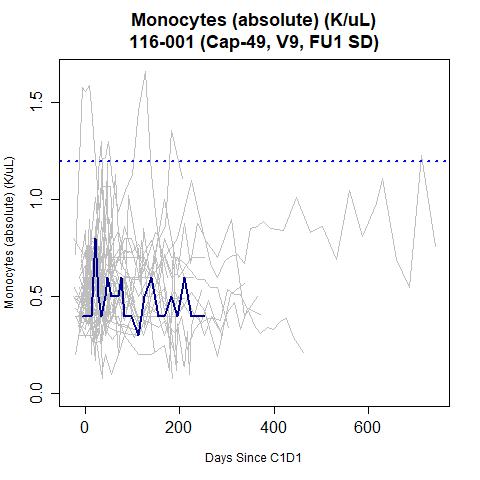 Monocytes (absolute) (K/uL)
116-001 (Cap-49, V9, FU1 SD)
Monocytes (absolute) (K/uL)
1.5
1.0
0.5
0.0
0 200 400 600
Days Since C1D1